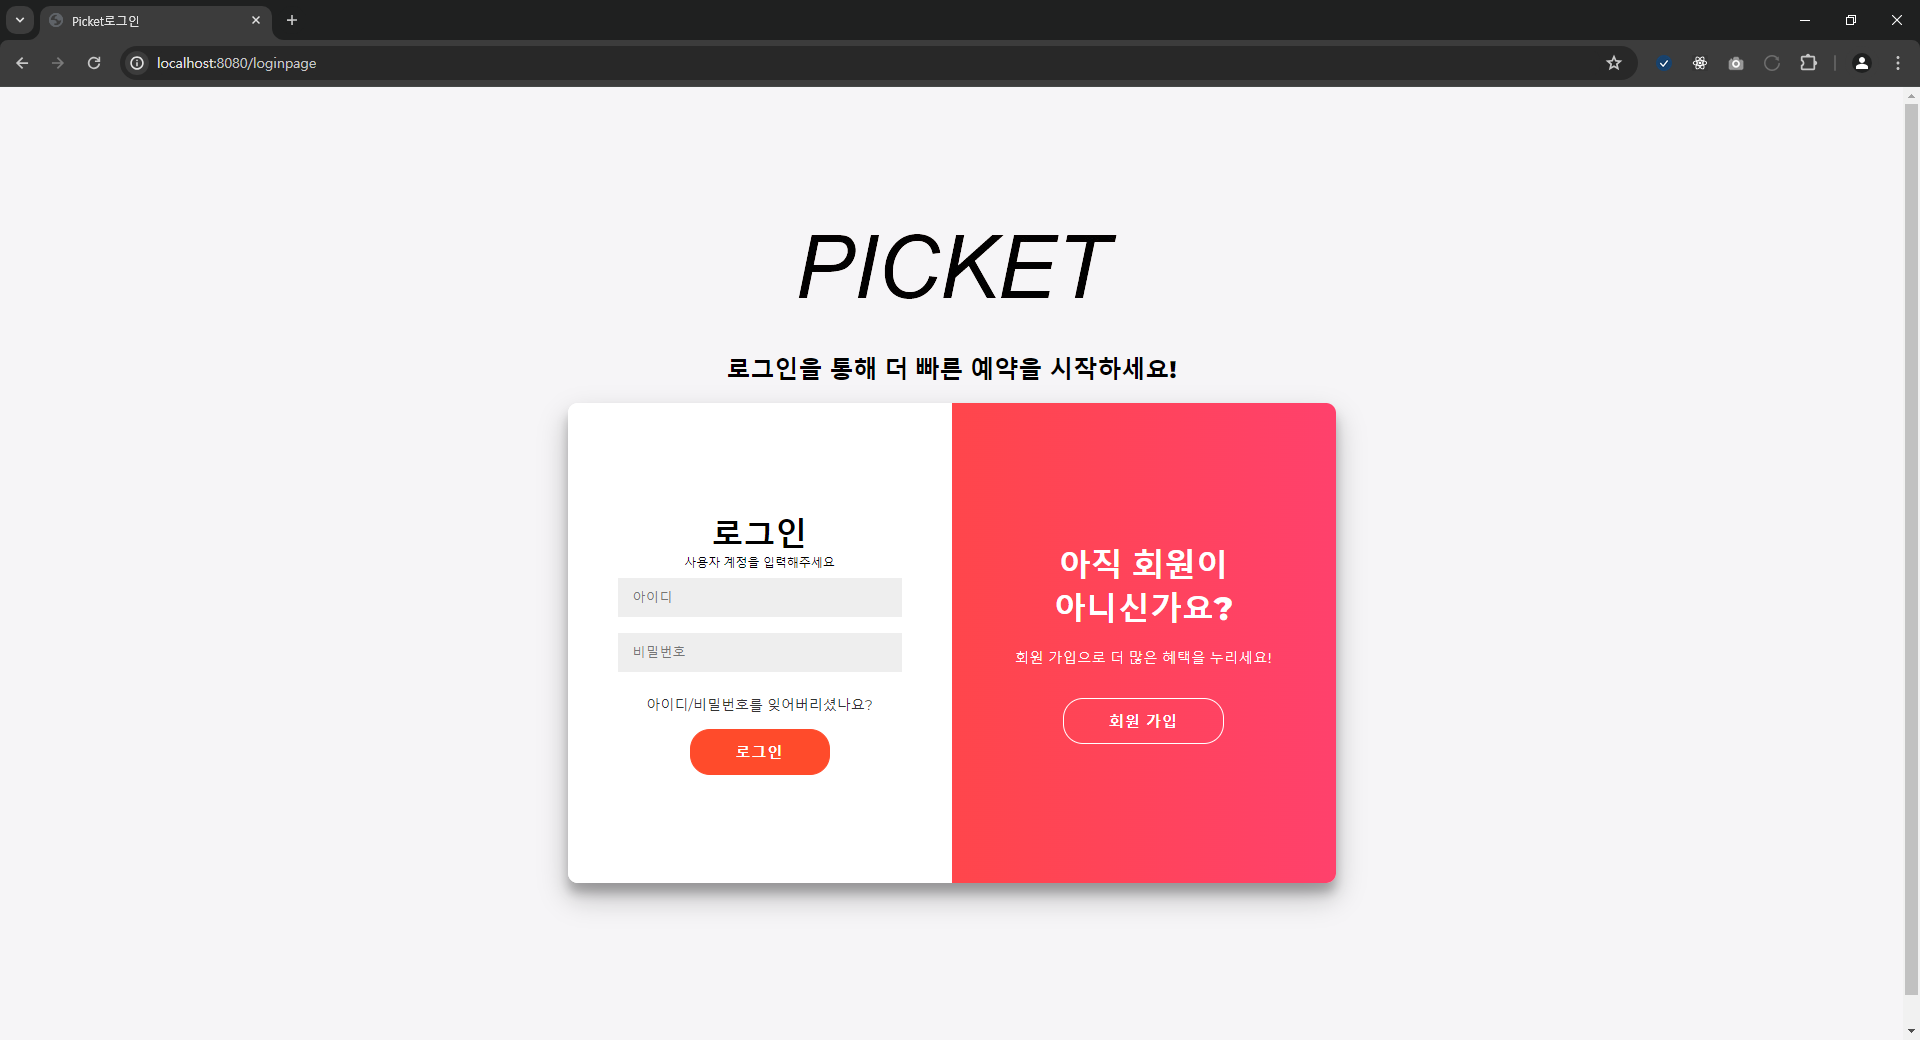 Picket로그인
localhost:8080/loginpage
PICKET
로그인을 통해 더 빠른 예약을 시작하세요!
로그인
사용자 계정을 입력해주세요
아이디
비밀번호
아이디/비밀번호를 잊어버리셨나요?
로그인
아직 회원이
아니신가요?
회원 가입으로 더 많은 혜택을 누리세요!
회원 가입